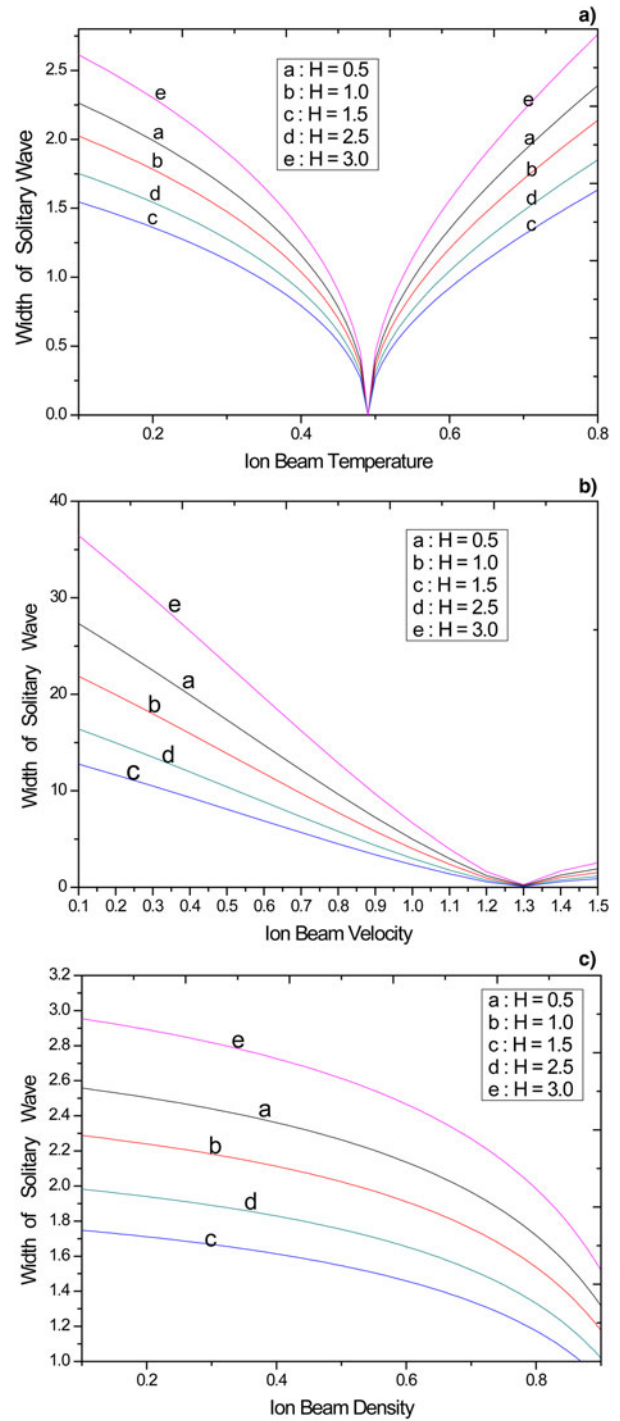 a)
2.5
2.0
1.5
1.0
0.5
0.0
Width of Solitary Wave
a : H = 0.5
b : H = 1.0
c : H = 1.5
d : H = 2.5
e : H = 3.0
e
a
b
d
c
e
a
b
d
c
0.2 0.4 0.6 0.8
Ion Beam Temperature
b)
40
30
20
10
0
Width of Solitary Wave
a : H = 0.5
b : H = 1.0
c : H = 1.5
d : H = 2.5
e : H = 3.0
e
a
b
d
c
0.1 0.2 0.3 0.4 0.5 0.6 0.7 0.8 0.9 1.0 1.1 1.2 1.3 1.4 1.5
Ion Beam Velocity
c)
3.2
3.0
2.8
2.6
2.4
2.2
2.0
1.8
1.6
1.4
1.2
1.0
Width of Solitary Wave
a : H = 0.5
b : H = 1.0
c : H = 1.5
d : H = 2.5
e : H = 3.0
e
a
b
d
c
0.2 0.4 0.6 0.8
Ion Beam Density